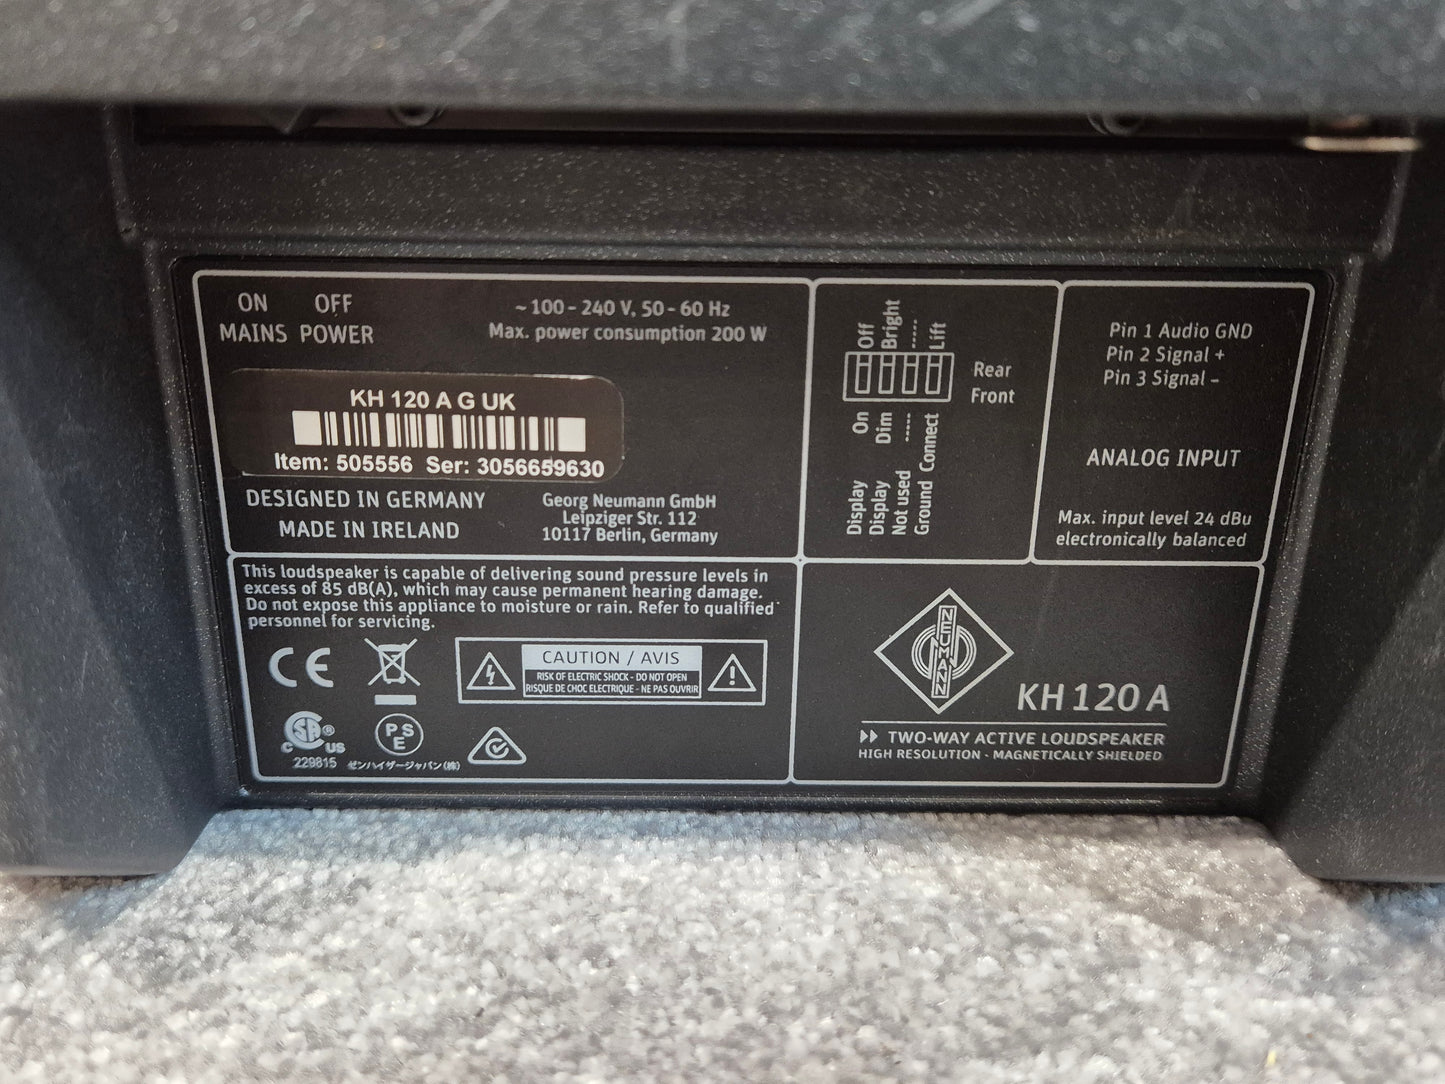 ON OFF
MAINS POWER
~ 100 - 240 V, 50 - 60 Hz
Max. power consumption 200 W
KH 120 A G UK
Item: 505556 Ser: 3056659630
DESIGNED IN GERMANY
MADE IN IRELAND
Georg Neumann GmbH
Leipziger Str. 112
10117 Berlin, Germany
Off
Bright
-----
Lift
Rear
Front
Display On
Display Dim
Not used -----
Ground Connect
Pin 1 Audio GND
Pin 2 Signal +
Pin 3 Signal –
ANALOG INPUT
Max. input level 24 dBu
electronically balanced
This loudspeaker is capable of delivering sound pressure levels in
excess of 85 dB(A), which may cause permanent hearing damage.
Do not expose this appliance to moisture or rain. Refer to qualified
personnel for servicing.
CE
CAUTION / AVIS
RISK OF ELECTRIC SHOCK - DO NOT OPEN
RISQUE DE CHOC ELECTRIQUE - NE PAS OUVRIR
C SA ® US
229815
PS
E
ゼンハイザージャパン(株)
NEUMANN
KH 120 A
TWO-WAY ACTIVE LOUDSPEAKER
HIGH RESOLUTION - MAGNETICALLY SHIELDED